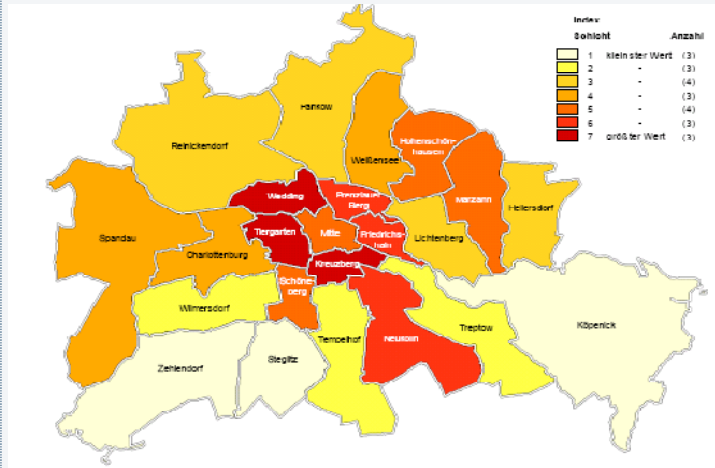 Index
Schicht Anzahl
1 kleinster Wert (3)
2 - (3)
3 - (4)
4 - (3)
5 - (4)
6 - (3)
7 größter Wert (3)
Pankow
Reinickendorf
Weißensee
Hohenschön-
hausen
Marzahn
Hellersdorf
Wedding
Prenzlauer
Berg
Spandau
Tiergarten
Mitte
Friedrichs-
hain
Lichtenberg
Charlottenburg
Kreuzberg
Schöne-
berg
Wilmersdorf
Tempelhof
Neukölln
Treptow
Köpenick
Zehlendorf
Steglitz